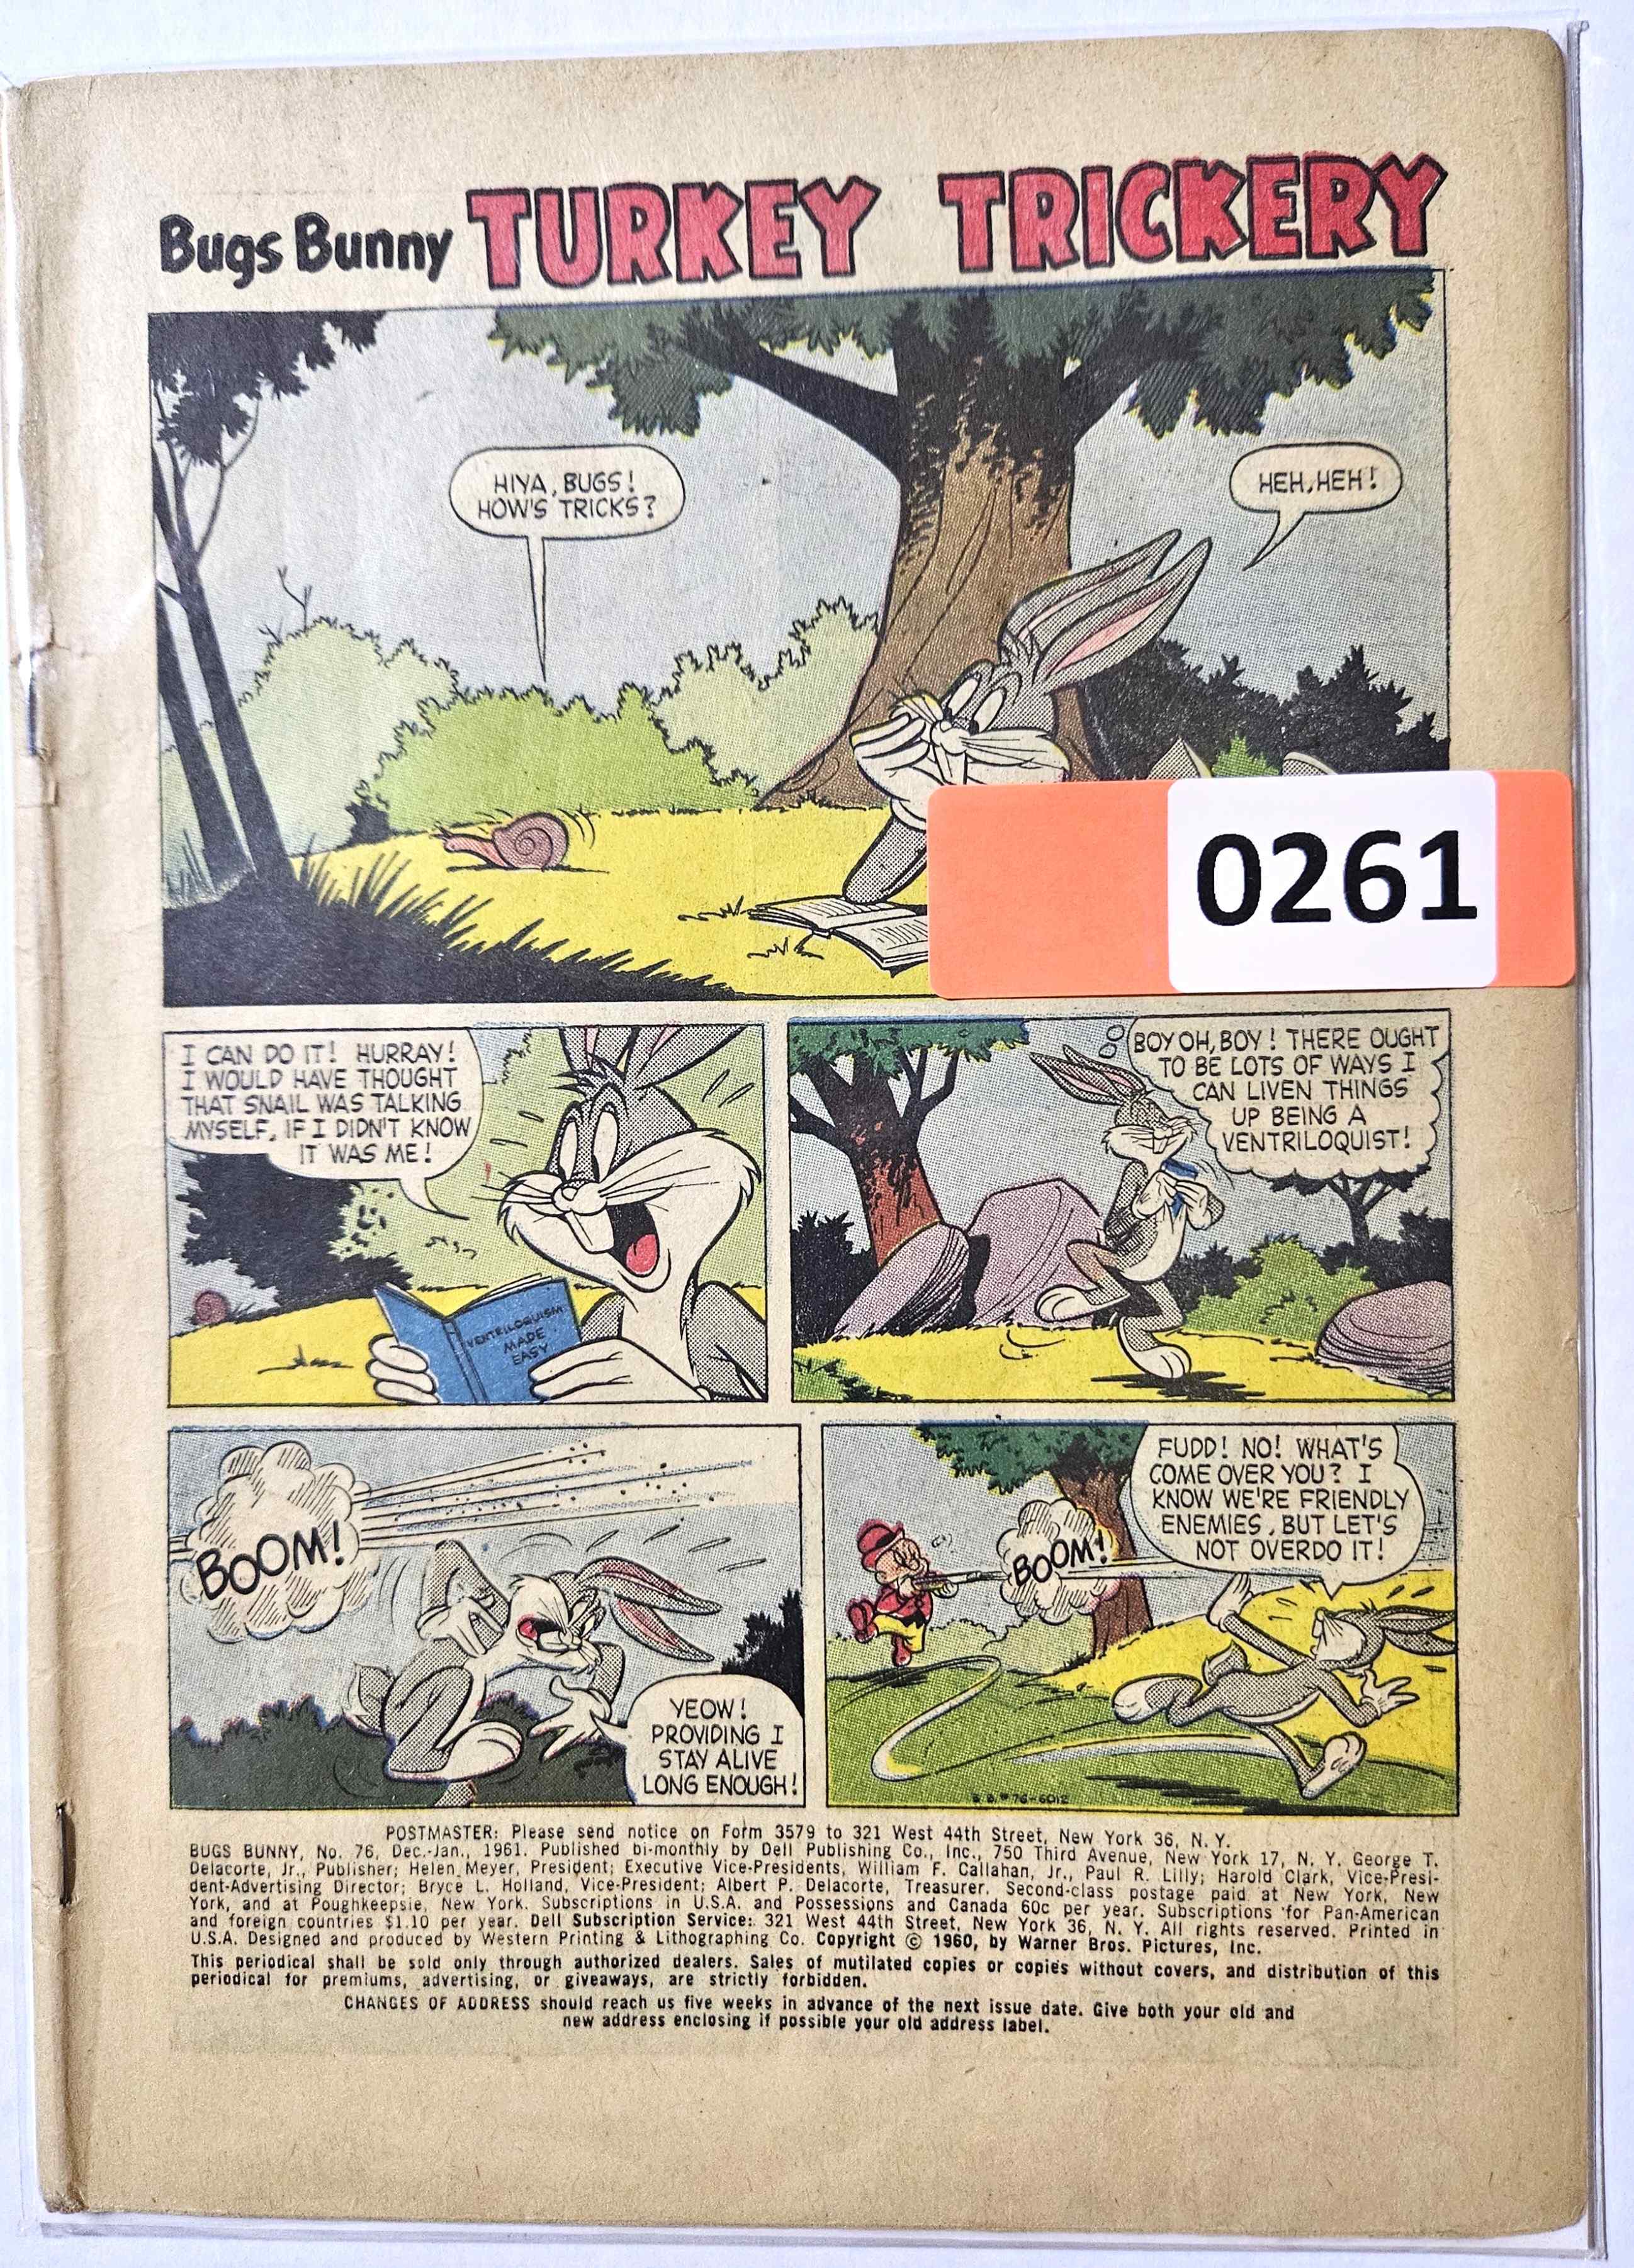 Bugs Bunny TURKEY TRICKERY
HIYA, BUGS!
HOW'S TRICKS?
HEH, HEH!
0261
I CAN DO IT! HURRAY!
I WOULD HAVE THOUGHT
THAT SNAIL WAS TALKING
MYSELF, IF I DIDN'T KNOW
IT WAS ME!
VENTRILOQUISM
MADE
EASY
BOY OH, BOY! THERE OUGHT
TO BE LOTS OF WAYS I
CAN LIVEN THINGS
UP BEING A
VENTRILOQUIST!
BOOM!
YEOW!
PROVIDING I
STAY ALIVE
LONG ENOUGH!
BOOM!
FUDD! NO! WHAT'S
COME OVER YOU? I
KNOW WE'RE FRIENDLY
ENEMIES, BUT LET'S
NOT OVERDO IT!
B.B.#76-6012
POSTMASTER: Please send notice on Form 3579 to 321 West 44th Street, New York 36, N. Y.
BUGS BUNNY, No. 76, Dec.-Jan., 1961. Published bi-monthly by Dell Publishing Co., Inc., 750 Third Avenue, New York 17, N. Y. George T.
Delacorte, Jr., Publisher; Helen Meyer, President; Executive Vice-Presidents, William F. Callahan, Jr., Paul R. Lilly; Harold Clark, Vice-Presi-
dent-Advertising Director; Bryce L. Holland, Vice-President; Albert P. Delacorte, Treasurer. Second-class postage paid at New York, New
York, and at Poughkeepsie, New York. Subscriptions in U.S.A. and Possessions and Canada 60c per year. Subscriptions for Pan-American
and foreign countries $1.10 per year. Dell Subscription Service: 321 West 44th Street, New York 36, N. Y. All rights reserved. Printed in
U.S.A. Designed and produced by Western Printing & Lithographing Co. Copyright © 1960, by Warner Bros. Pictures, Inc.
This periodical shall be sold only through authorized dealers. Sales of mutilated copies or copies without covers, and distribution of this
periodical for premiums, advertising, or giveaways, are strictly forbidden.
CHANGES OF ADDRESS should reach us five weeks in advance of the next issue date. Give both your old and
new address enclosing if possible your old address label.